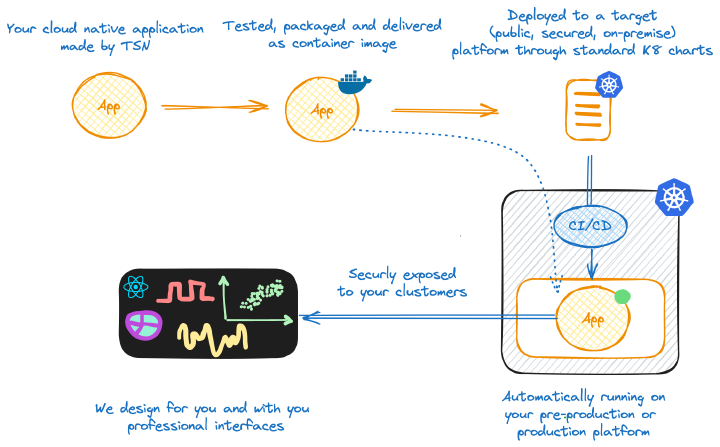 Your cloud native application
made by TSN
Tested, packaged and delivered
as container image
Deployed to a target
(public, secured, on-premise)
platform through standard K8 charts
App
App
CI/CD
App
Securly exposed
to your clustomers
We design for you and with you
professional interfaces
Automatically running on
your pre-production or
production platform